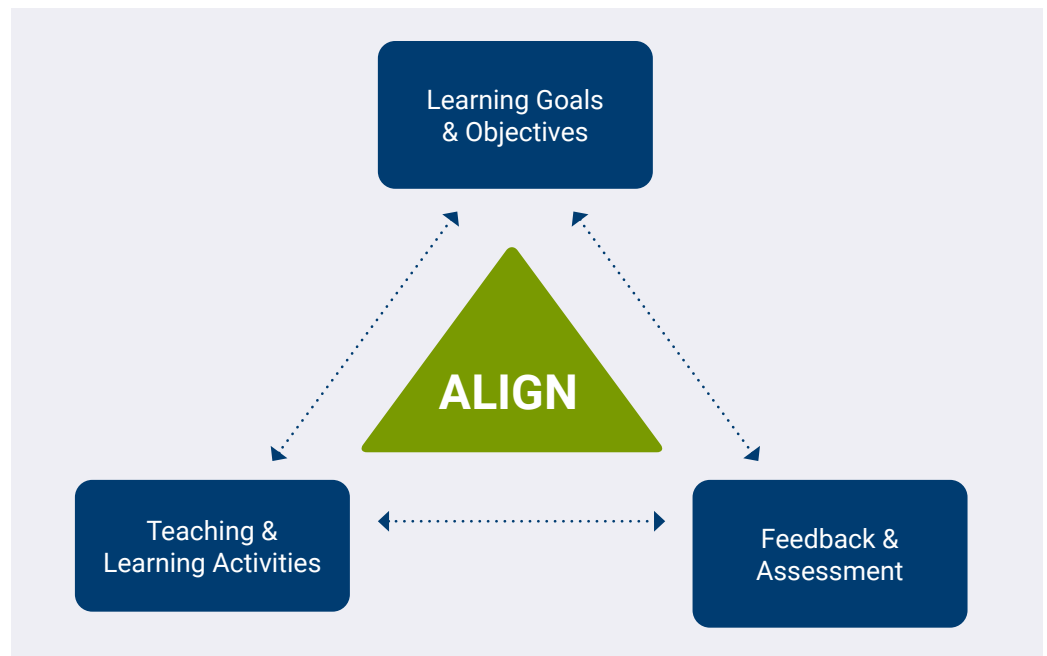 Learning Goals
& Objectives
ALIGN
Teaching &
Learning Activities
Feedback &
Assessment